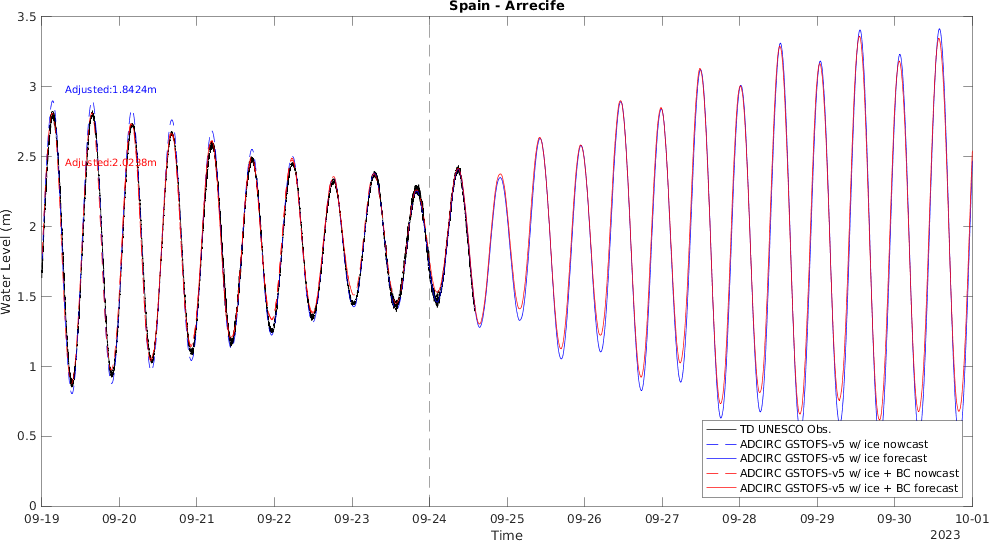 Spain - Arrecife
3.5
3
2.5
2
1.5
1
0.5
0
Water Level (m)
Adjusted:1.8424m
Adjusted:2.0288m
TD UNESCO Obs.
ADCIRC GSTOFS-v5 w/ ice nowcast
ADCIRC GSTOFS-v5 w/ ice forecast
ADCIRC GSTOFS-v5 w/ ice + BC nowcast
ADCIRC GSTOFS-v5 w/ ice + BC forecast
09-19 09-20 09-21 09-22 09-23 09-24 09-25 09-26 09-27 09-28 09-29 09-30 10-01
Time
2023